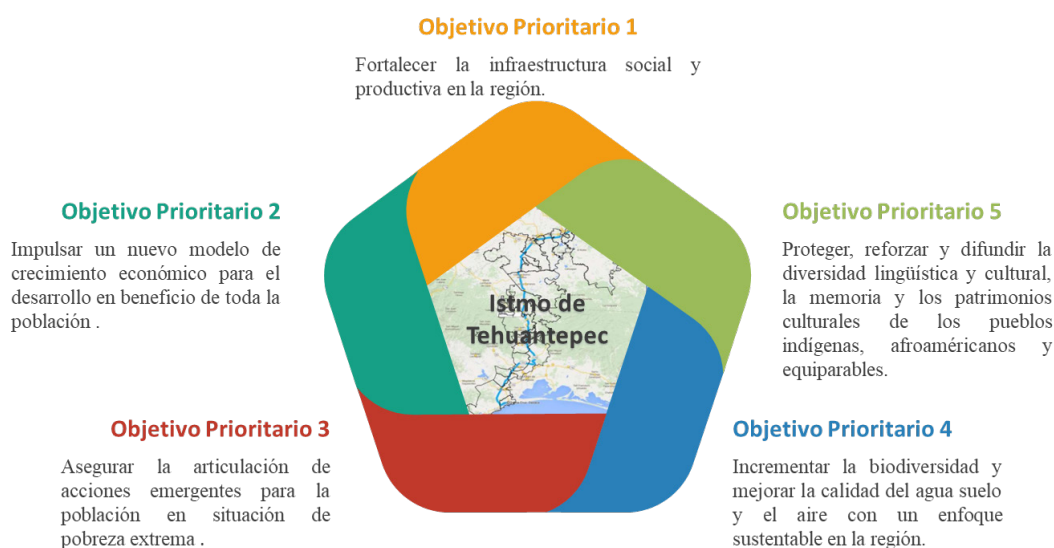 Objetivo Prioritario 1
Fortalecer la infraestructura social y
productiva en la región.
Objetivo Prioritario 2
Impulsar un nuevo modelo de
crecimiento económico para el
desarrollo en beneficio de toda la
población .
Objetivo Prioritario 5
Proteger, reforzar y difundir la
diversidad lingüística y cultural,
la memoria y los patrimonios
culturales de los pueblos
indígenas, afroaméricanos y
equiparables.
Istmo de
Tehuantepec
Objetivo Prioritario 3
Asegurar la articulación de
acciones emergentes para la
población en situación de
pobreza extrema .
Objetivo Prioritario 4
Incrementar la biodiversidad y
mejorar la calidad del agua suelo
y el aire con un enfoque
sustentable en la región.